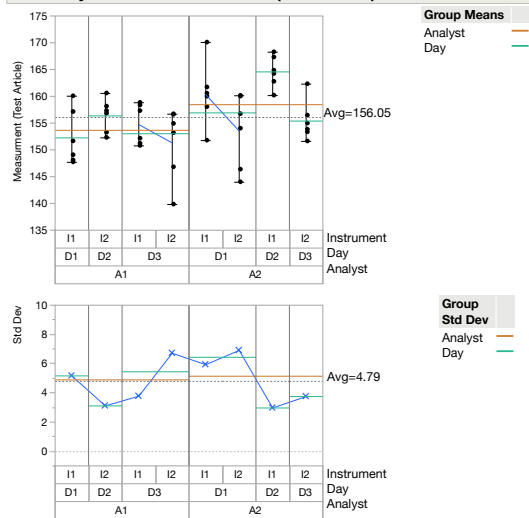 Group Means
Analyst
Day
175
170
165
160
155
150
145
140
135
Measurment (Test Article)
Avg=156.05
I1 I2 I1 I2 I1 I2 I1 I2 Instrument
D1 D2 D3 D1 D2 D3 Day
A1 A2 Analyst
Group
Std Dev
Analyst
Day
10
8
6
4
2
0
Std Dev
Avg=4.79
I1 I2 I1 I2 I1 I2 I1 I2 Instrument
D1 D2 D3 D1 D2 D3 Day
A1 A2 Analyst